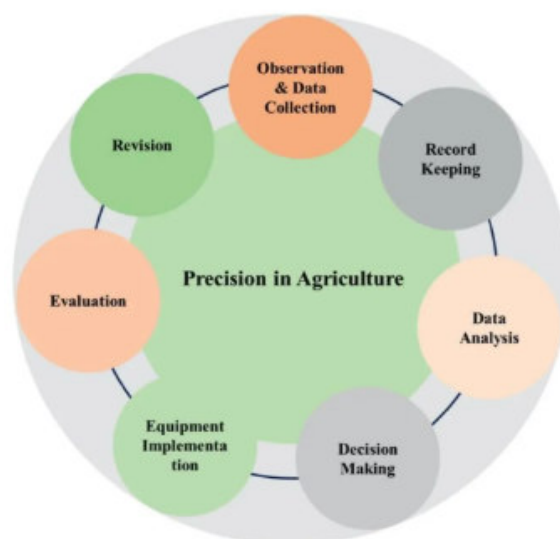 Observation
& Data
Collection
Record
Keeping
Data
Analysis
Decision
Making
Equipment
Implementa
tion
Evaluation
Revision
Precision in Agriculture